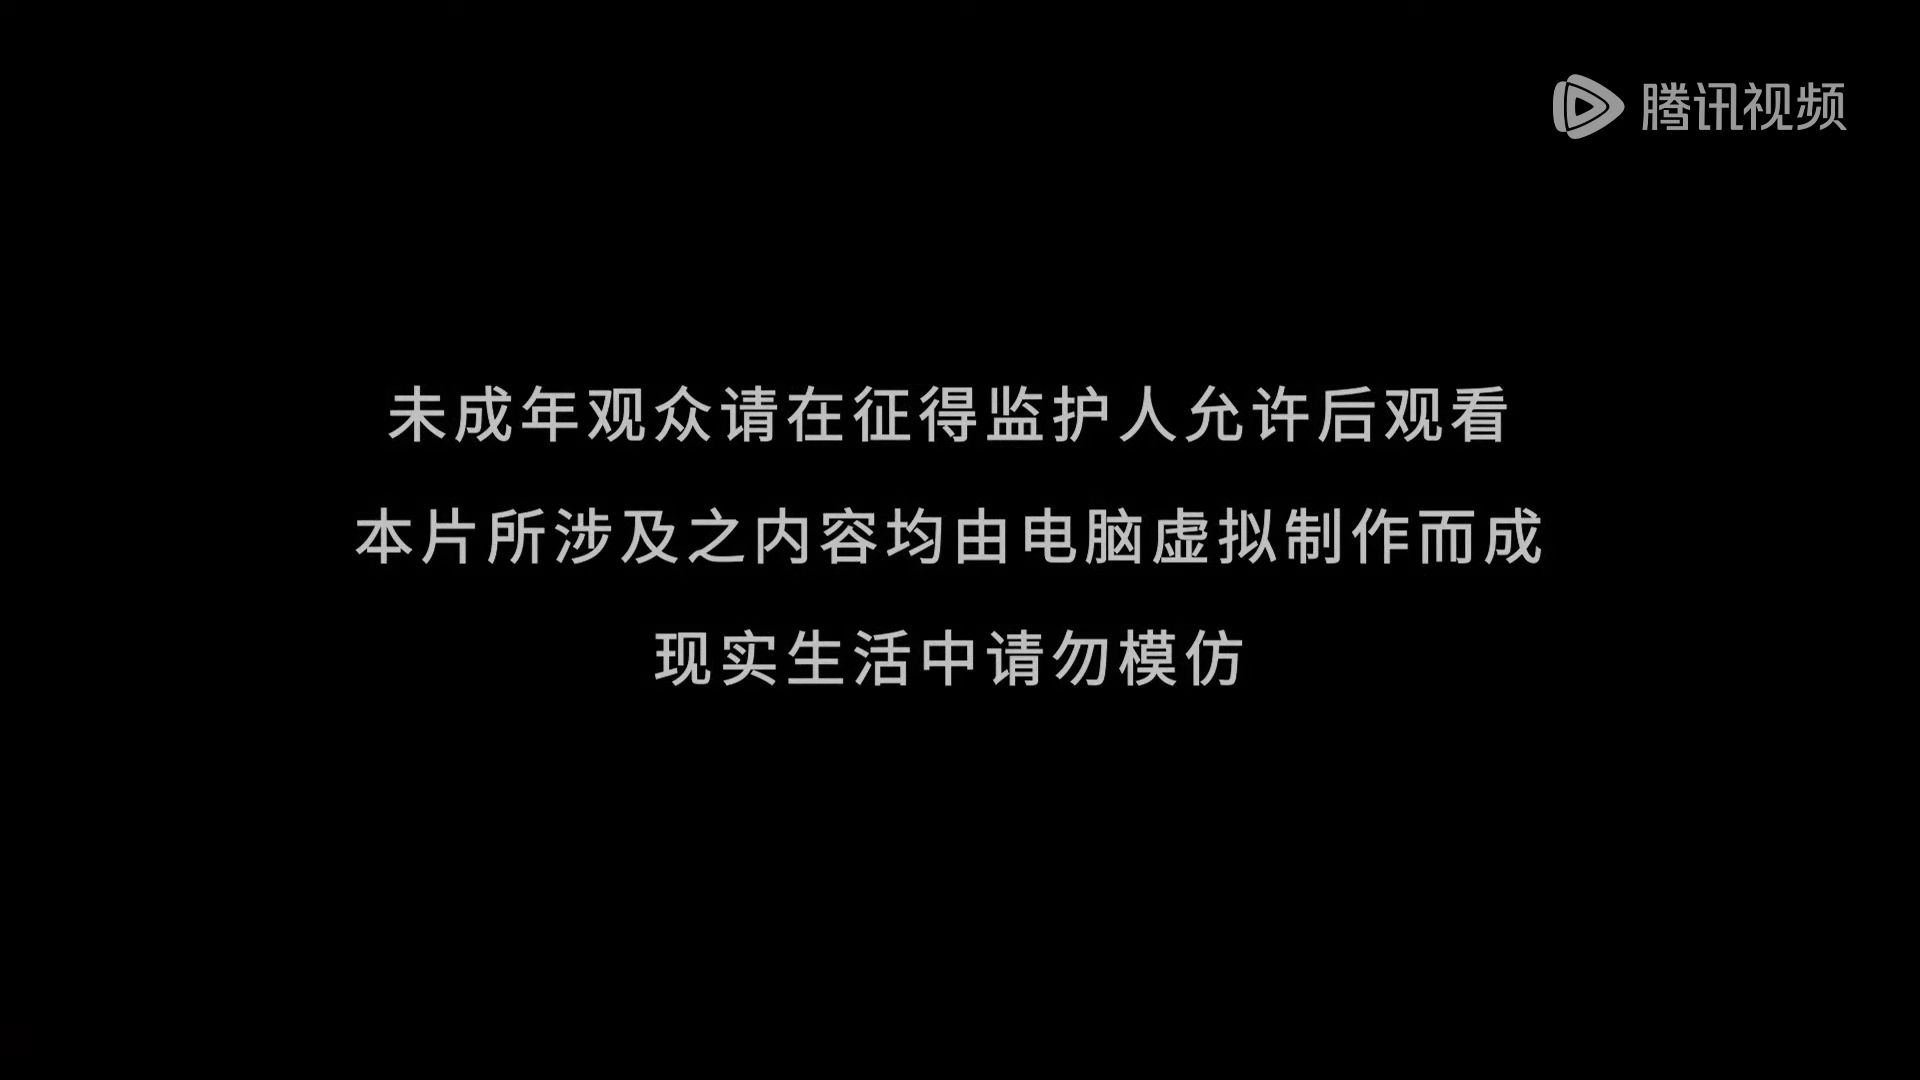 腾讯视频
未成年观众请在征得监护人允许后观看
本片所涉及之内容均由电脑虚拟制作而成
现实生活中请勿模仿